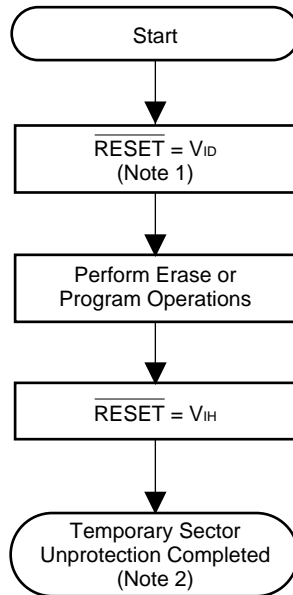 Start
RESET = VID
(Note 1)
Perform Erase or
Program Operations
RESET = VIH
Temporary Sector
Unprotection Completed
(Note 2)